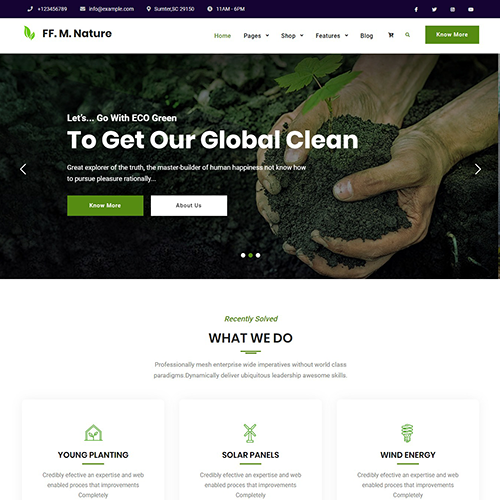 +123456789 info@example.com Sumter,SC 29150 11AM - 6PM
FF. M. Nature Home Pages Shop Features Blog Know More
Let's... Go With ECO Green
To Get Our Global Clean
Great explorer of the truth, the master-builder of human happiness not know how
to pursue pleasure rationally...
Know More About Us
Recently Solved
WHAT WE DO
Professionally mesh enterprise wide imperatives without world class
paradigms.Dynamically deliver ubiquitous leadership awesome skills.
YOUNG PLANTING SOLAR PANELS WIND ENERGY
Credibly efective an expertise and web Credibly efective an expertise and web Credibly efective an expertise and web
enabled proces that improvements enabled proces that improvements enabled proces that improvements
Completely Completely Completely